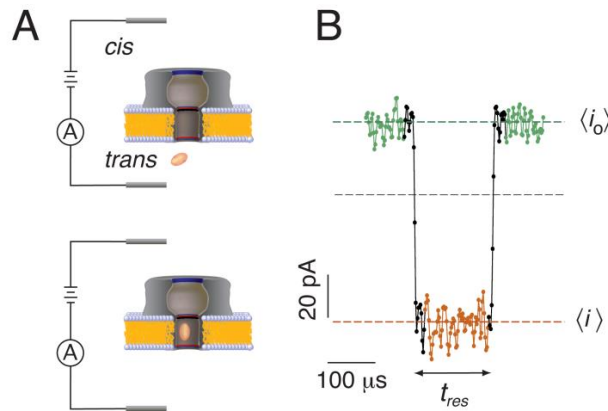 A
cis
A
trans
A
B
⟨i₀⟩
20 pA
⟨i⟩
100 μs
t_res